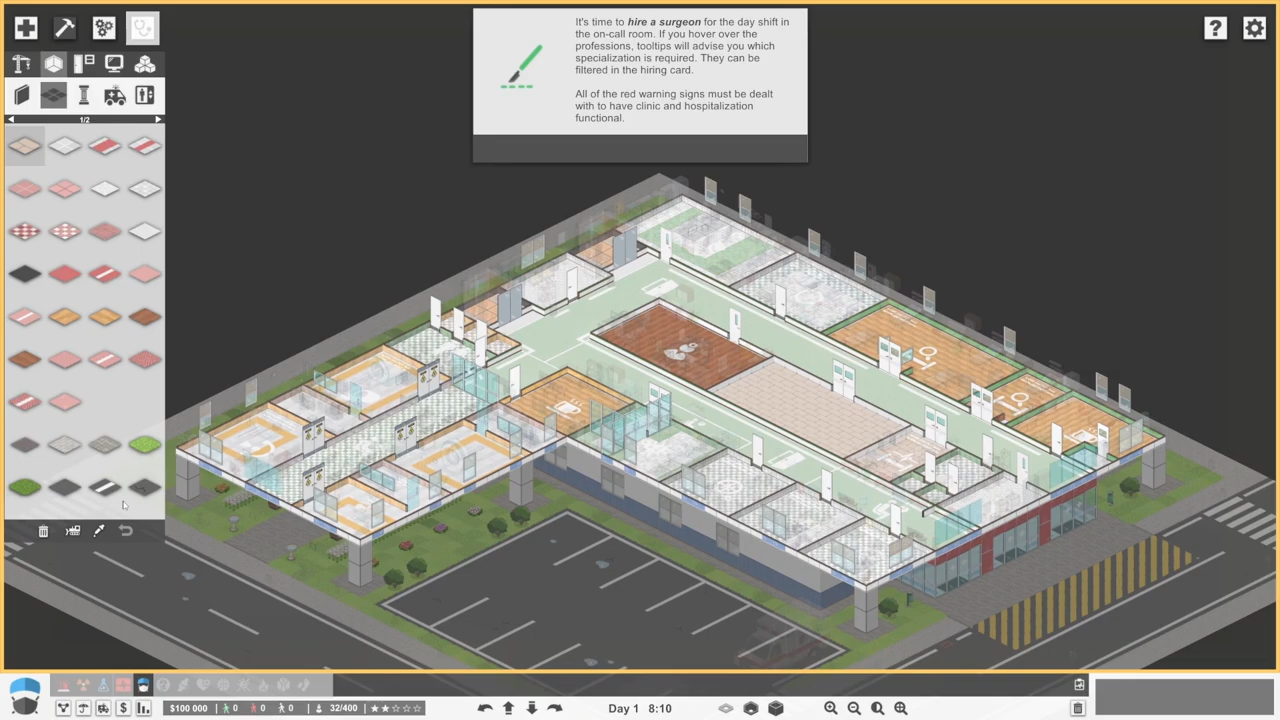 It's time to hire a surgeon for the day shift in
the on-call room. If you hover over the
professions, tooltips will advise you which
specialization is required. They can be
filtered in the hiring card.
All of the red warning signs must be dealt
with to have clinic and hospitalization
functional.
?
1/2
$100 000
0
0
0
32/400
Day 1 8:10